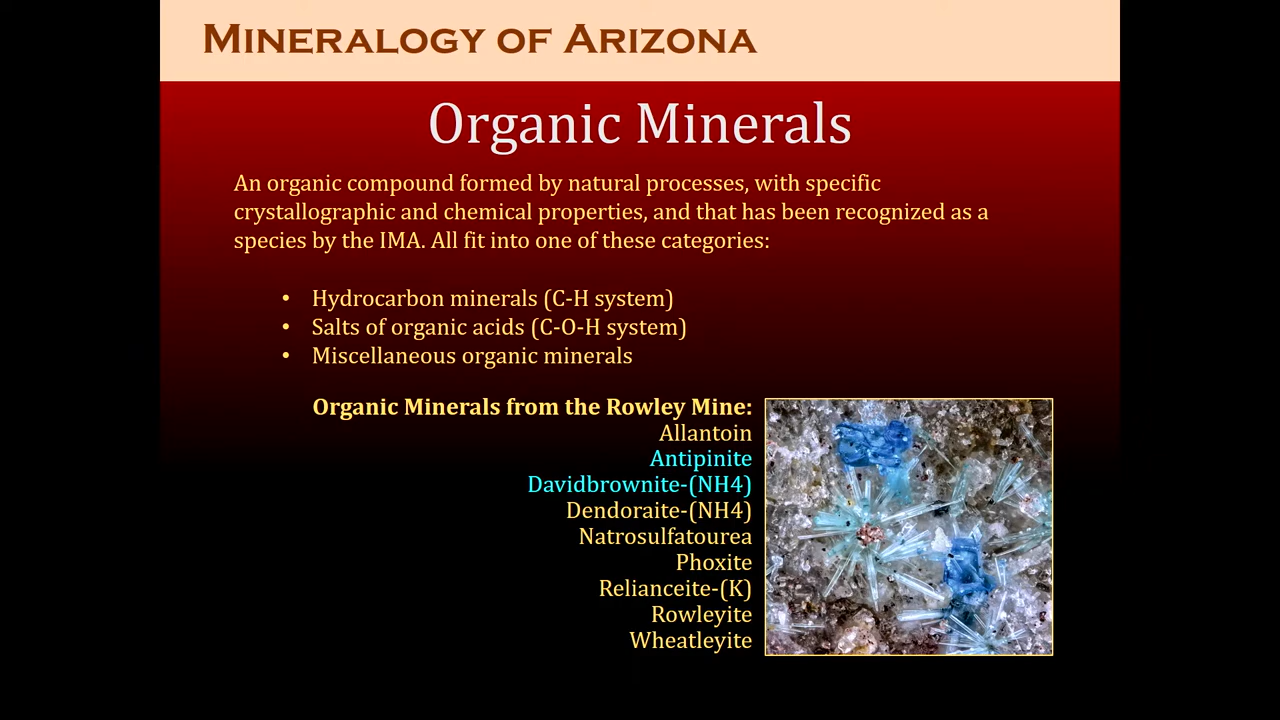 Mineralogy of Arizona
Organic Minerals
An organic compound formed by natural processes, with specific
crystallographic and chemical properties, and that has been recognized as a
species by the IMA. All fit into one of these categories:
• Hydrocarbon minerals (C-H system)
• Salts of organic acids (C-O-H system)
• Miscellaneous organic minerals
Organic Minerals from the Rowley Mine:
Allantoin
Antipinite
Davidbrownite-(NH4)
Dendoraite-(NH4)
Natrosulfatourea
Phoxite
Relianceite-(K)
Rowleyite
Wheatleyite